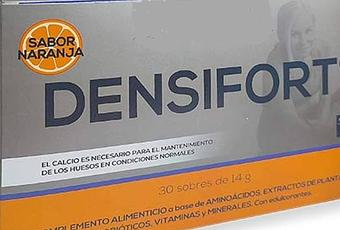 SABOR
NARANJA
DENSIFORT
EL CALCIO ES NECESARIO PARA EL MANTENIMIENTO
DE LOS HUESOS EN CONDICIONES NORMALES
30 sobres de 14 g
MPLEMENTO ALIMENTICIO a base de AMINOÁCIDOS, EXTRACTOS DE PLANTA
BIÓTICOS, VITAMINAS y MINERALES. Con edulcorantes.